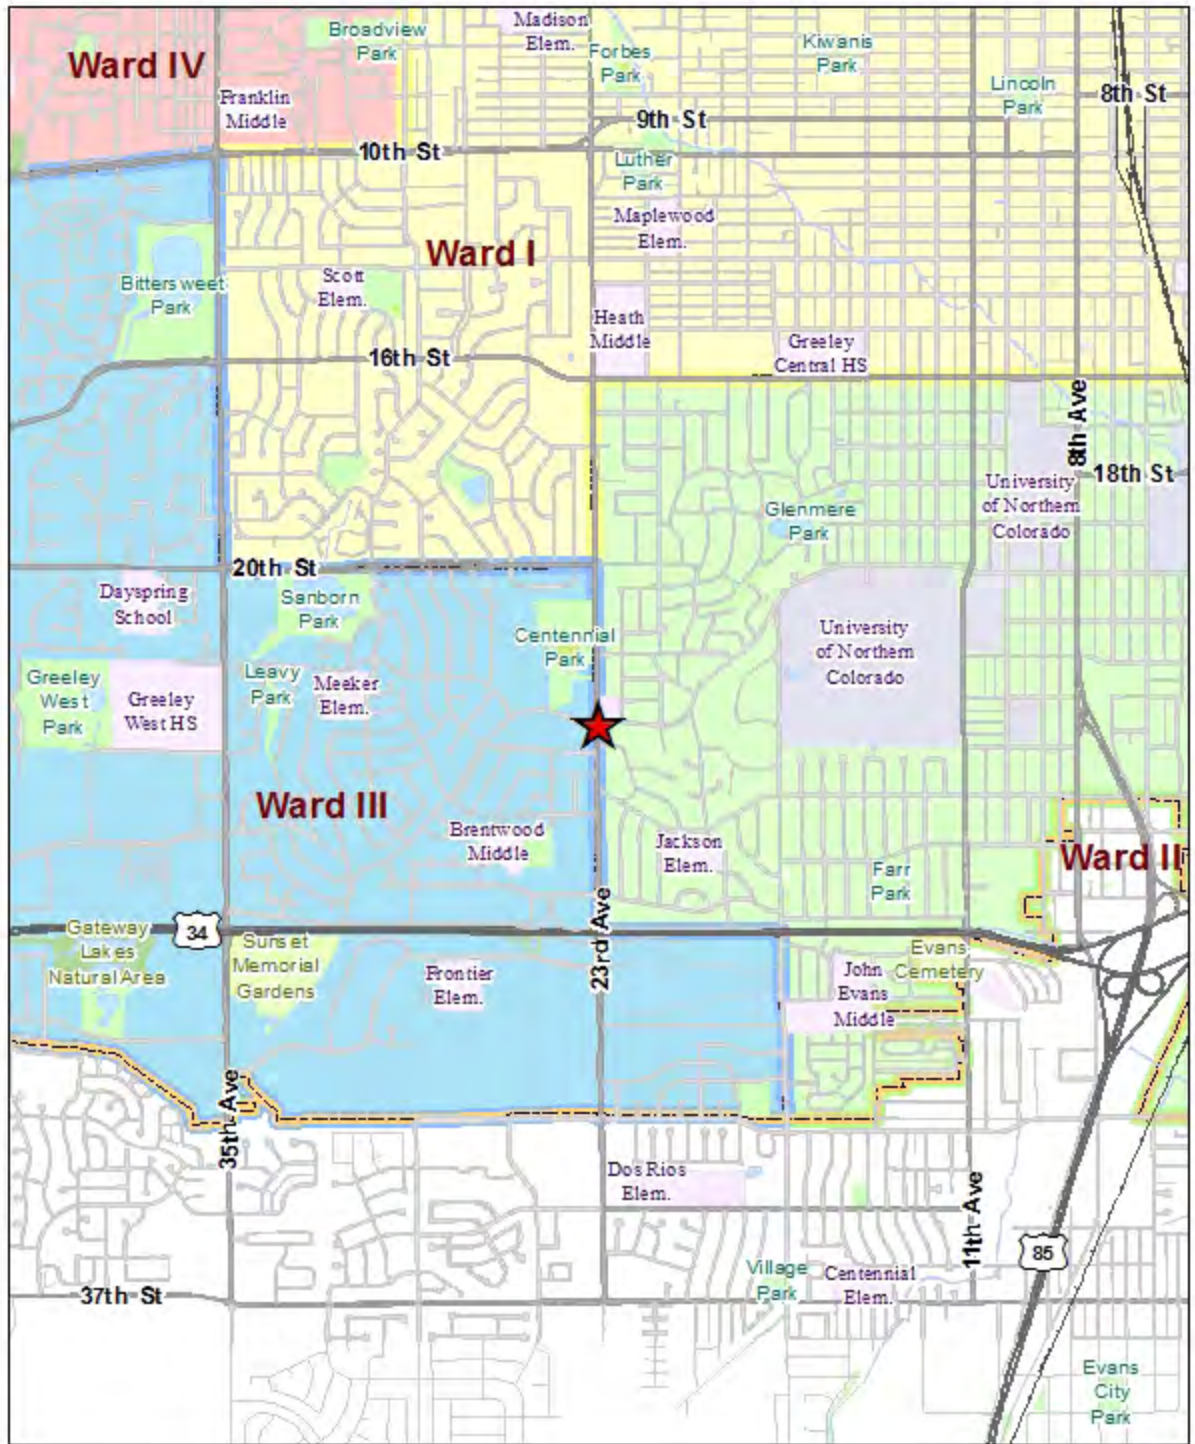 Madison
Elem.
Broadview
Park
Forbes
Park
Kiwanis
Park
Ward IV
Lincoln
Park
8th St
Franklin
Middle
9th St
10th St
Luther
Park
Maplewood
Elem.
Ward I
Bittersweet
Park
Scott
Elem.
Heath
Middle
Greeley
Central HS
16th St
8th Ave
18th St
University
of Northern
Colorado
Glenmere
Park
20th St
Dayspring
School
Sanborn
Park
Centennial
Park
University
of Northern
Colorado
Greeley
West
Park
Greeley
West HS
Leavy
Park
Meeker
Elem.
Ward III
Brentwood
Middle
Jackson
Elem.
Ward II
Farr
Park
23rd Ave
34
Gateway
Lakes
Natural Area
Sunset
Memorial
Gardens
Frontier
Elem.
John
Evans
Middle
Evans
Cemetery
35th Ave
Dos Rios
Elem.
11th Ave
85
Village
Park
Centennial
Elem.
37th St
Evans
City
Park